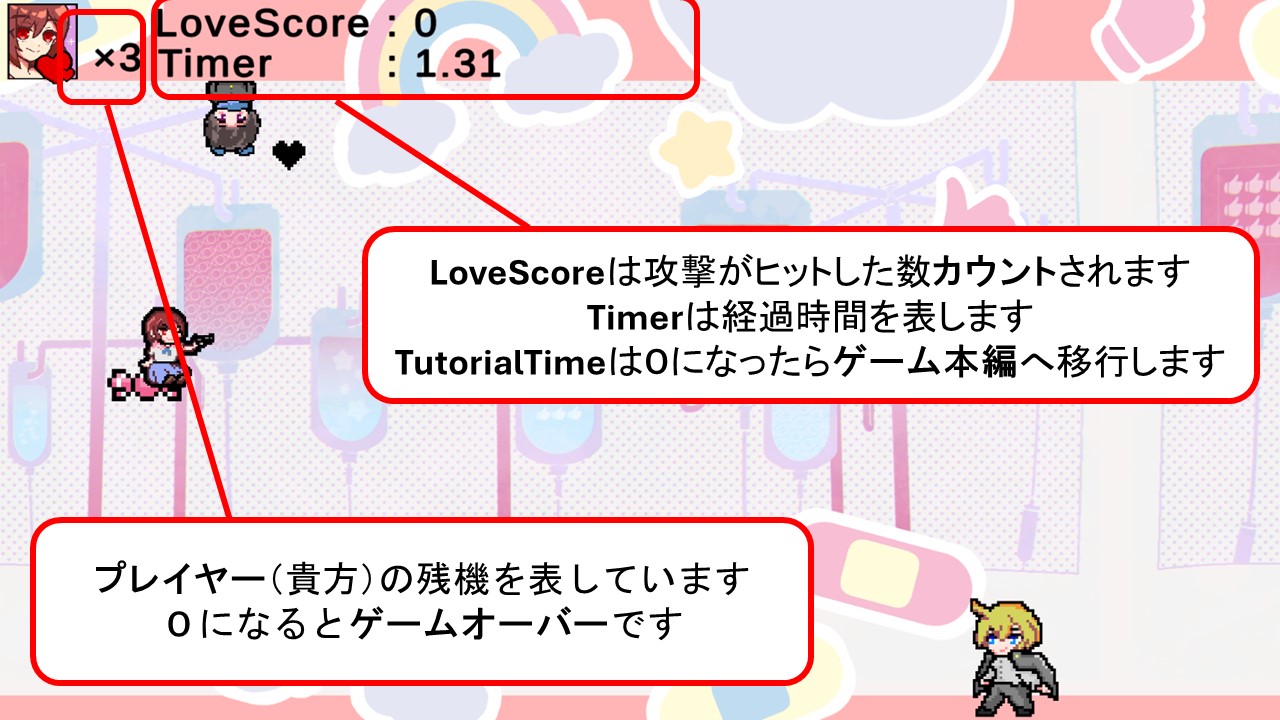 ×3
LoveScore : 0
Timer : 1.31
LoveScoreは攻撃がヒットした数カウントされます
Timerは経過時間を表します
TutorialTimeは0になったらゲーム本編へ移行します
プレイヤー(貴方)の残機を表しています
0になるとゲームオーバーです